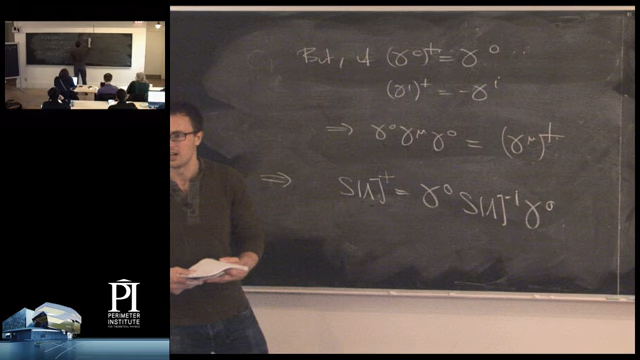 But, if (γ⁰)† = γ⁰ ...
(γⁱ)† = -γⁱ
⇒ γ⁰γ^μγ⁰ = (γ^μ)†
⇒ S[Λ]† = γ⁰ S[Λ]⁻¹ γ⁰
PI
PERIMETER
INSTITUTE
FOR THEORETICAL PHYSICS